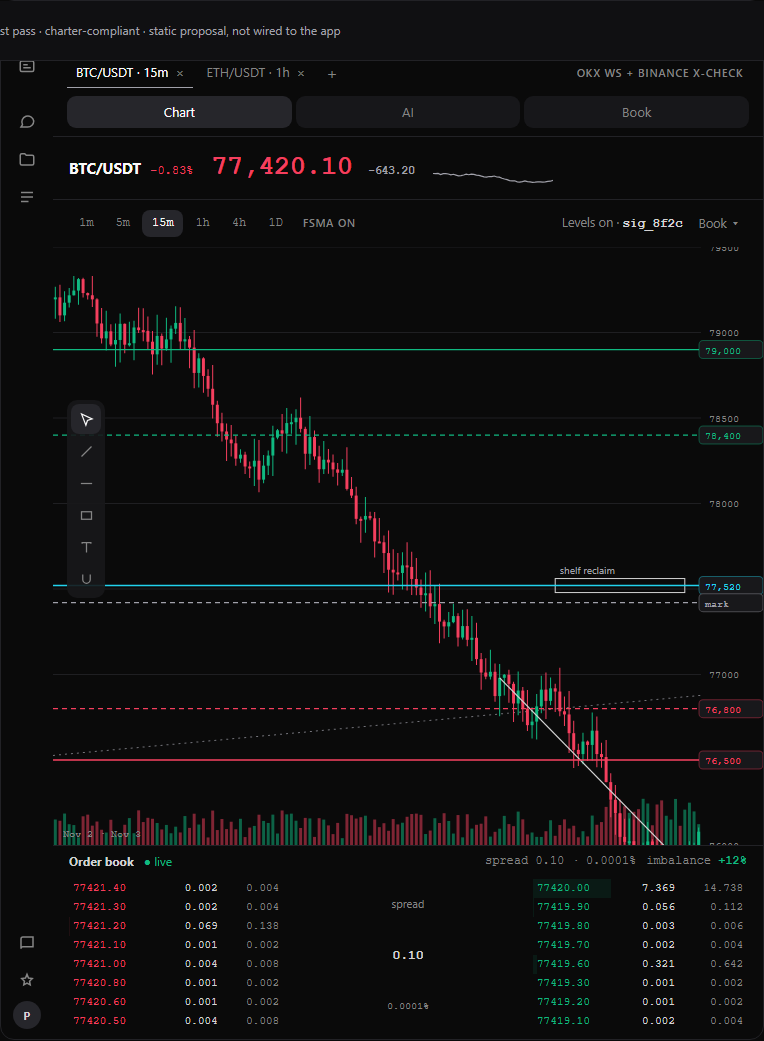 st pass · charter-compliant · static proposal, not wired to the app
BTC/USDT · 15m × ETH/USDT · 1h × + OKX WS + BINANCE X-CHECK
Chart AI Book
BTC/USDT −0.83% 77,420.10 −643.20
1m 5m 15m 1h 4h 1D FSMA ON Levels on · sig_8f2c Book ▾
79500
79000
79,000
78500
78,400
78000
shelf reclaim
77,520
mark
77000
76,800
76,500
Nov 2 · Nov 3
Order book • live spread 0.10 · 0.0001% imbalance +12%
77421.40 0.002 0.004 77420.00 7.369 14.738
77421.30 0.002 0.004 spread 77419.90 0.056 0.112
77421.20 0.069 0.138 77419.80 0.003 0.006
77421.10 0.001 0.002 77419.70 0.002 0.004
77421.00 0.004 0.008 0.10 77419.60 0.321 0.642
77420.80 0.001 0.002 77419.30 0.001 0.002
77420.60 0.001 0.002 0.0001% 77419.20 0.001 0.002
77420.50 0.004 0.008 77419.10 0.002 0.004
T
U
P